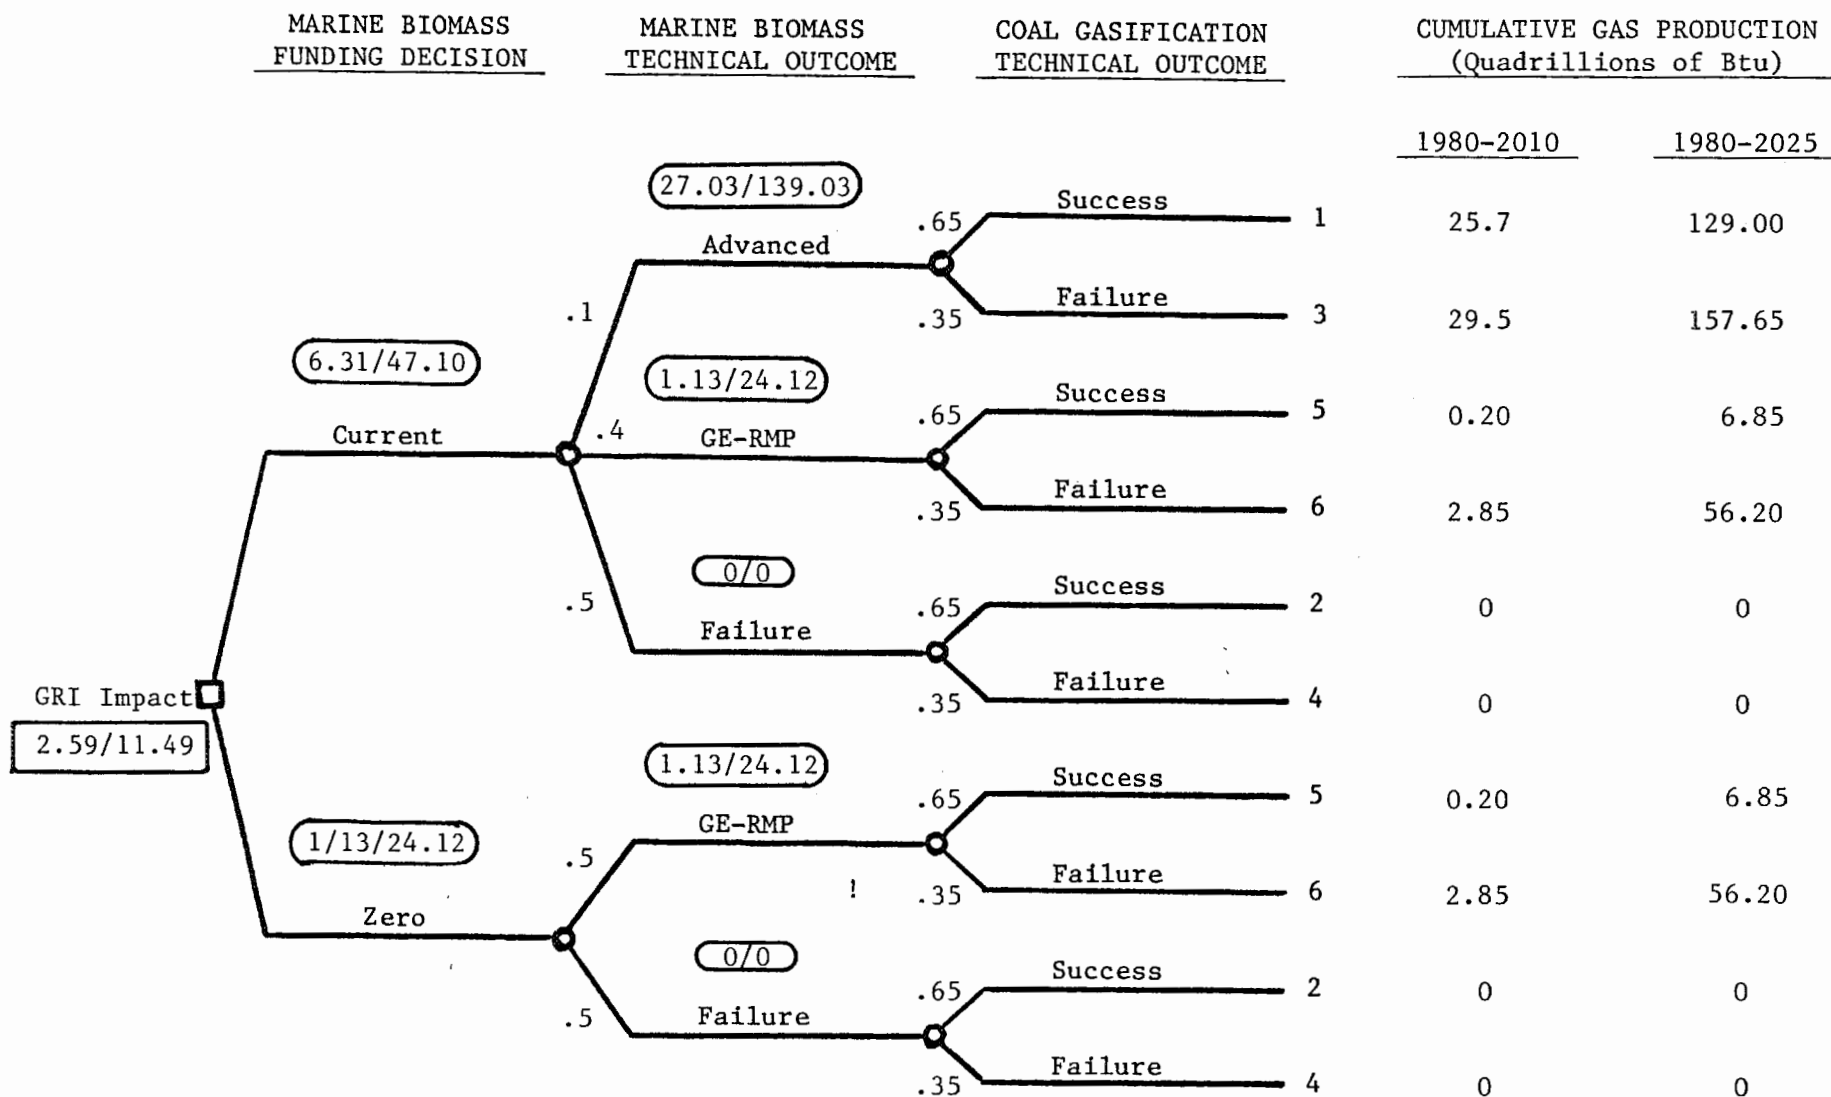 MARINE BIOMASS MARINE BIOMASS COAL GASIFICATION CUMULATIVE GAS PRODUCTION
FUNDING DECISION TECHNICAL OUTCOME TECHNICAL OUTCOME (Quadrillions of Btu)
1980-2010 1980-2025
27.03/139.03
Success
.65 1 25.7 129.00
Advanced
Failure
.1 .35 3 29.5 157.65
6.31/47.10
1.13/24.12
Success
.65 5 0.20 6.85
Current .4 GE-RMP
Failure
.35 6 2.85 56.20
0/0
Success
.5 .65 2 0 0
Failure
Failure
.35 4 0 0
GRI Impact
2.59/11.49
1.13/24.12
Success
.65 5 0.20 6.85
GE-RMP
1/13/24.12
.5
Failure
! .35 6 2.85 56.20
Zero
0/0
Success
.65 2 0 0
.5 Failure
Failure
.35 4 0 0